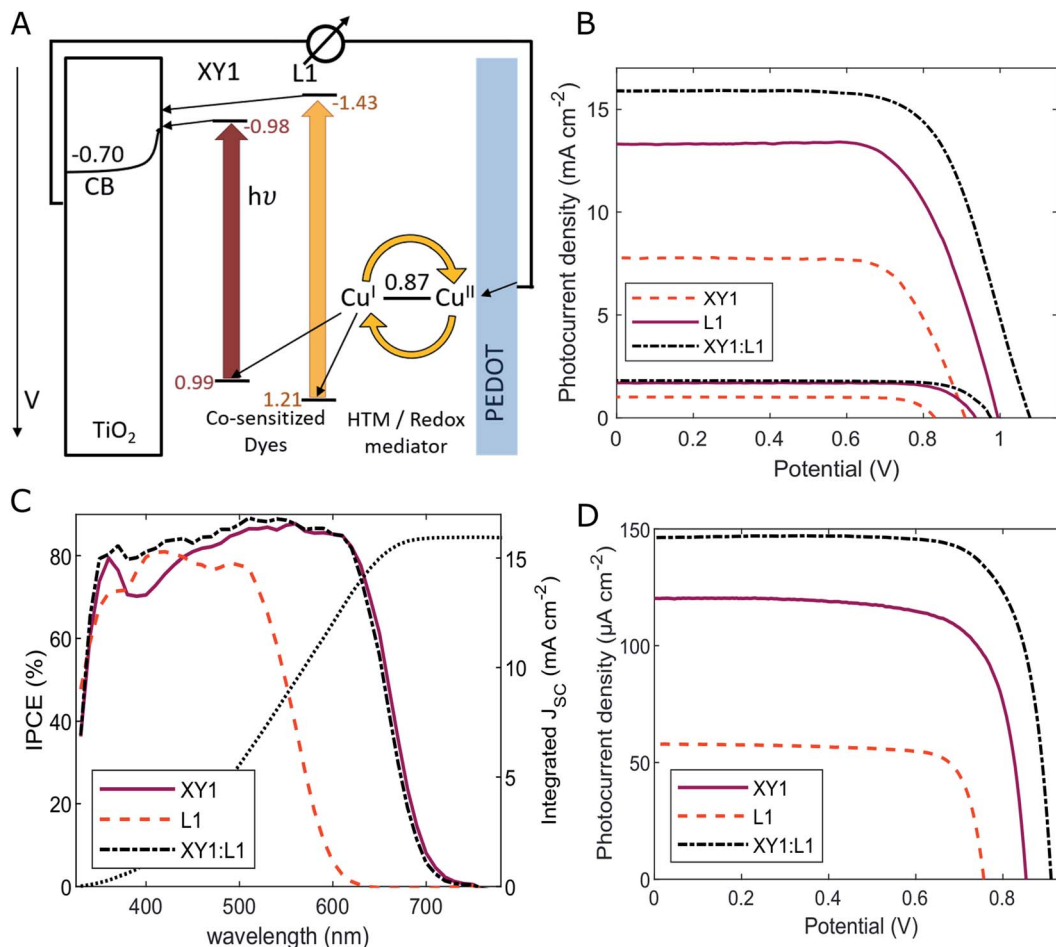 A
XY1
L1
-1.43
-0.98
-0.70
CB
hυ
0.87
Cuᴵ
Cuᴵᴵ
PEDOT
0.99
1.21
V
TiO₂
Co-sensitized
Dyes
HTM / Redox
mediator
B
Photocurrent density (mA cm⁻²)
15
10
5
0
XY1
L1
XY1:L1
0 0.2 0.4 0.6 0.8 1
Potential (V)
C
IPCE (%)
80
60
40
20
0
XY1
L1
XY1:L1
400 500 600 700
wavelength (nm)
15
10
5
0
Integrated J_SC (mA cm⁻²)
D
Photocurrent density (µA cm⁻²)
150
100
50
0
XY1
L1
XY1:L1
0 0.2 0.4 0.6 0.8
Potential (V)